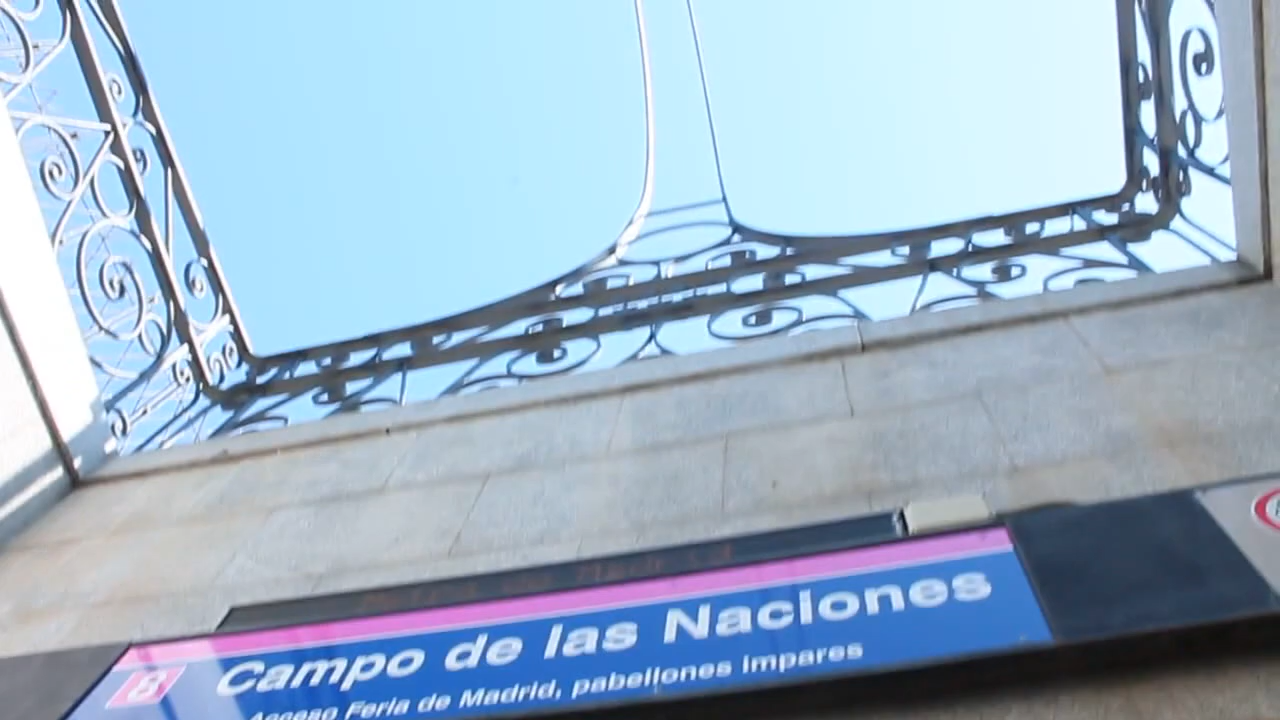 Campo de las Naciones
8
Acceso Feria de Madrid, pabellones impares